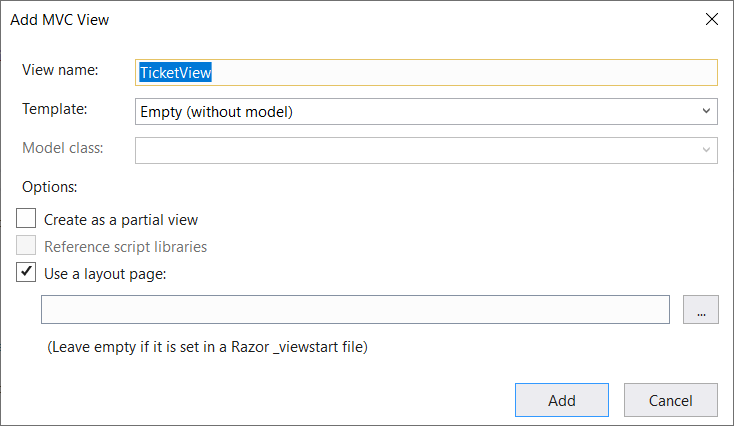 Add MVC View
View name: TicketView
Template: Empty (without model)
Model class:
Options:
Create as a partial view
Reference script libraries
Use a layout page:
...
(Leave empty if it is set in a Razor _viewstart file)
Add Cancel